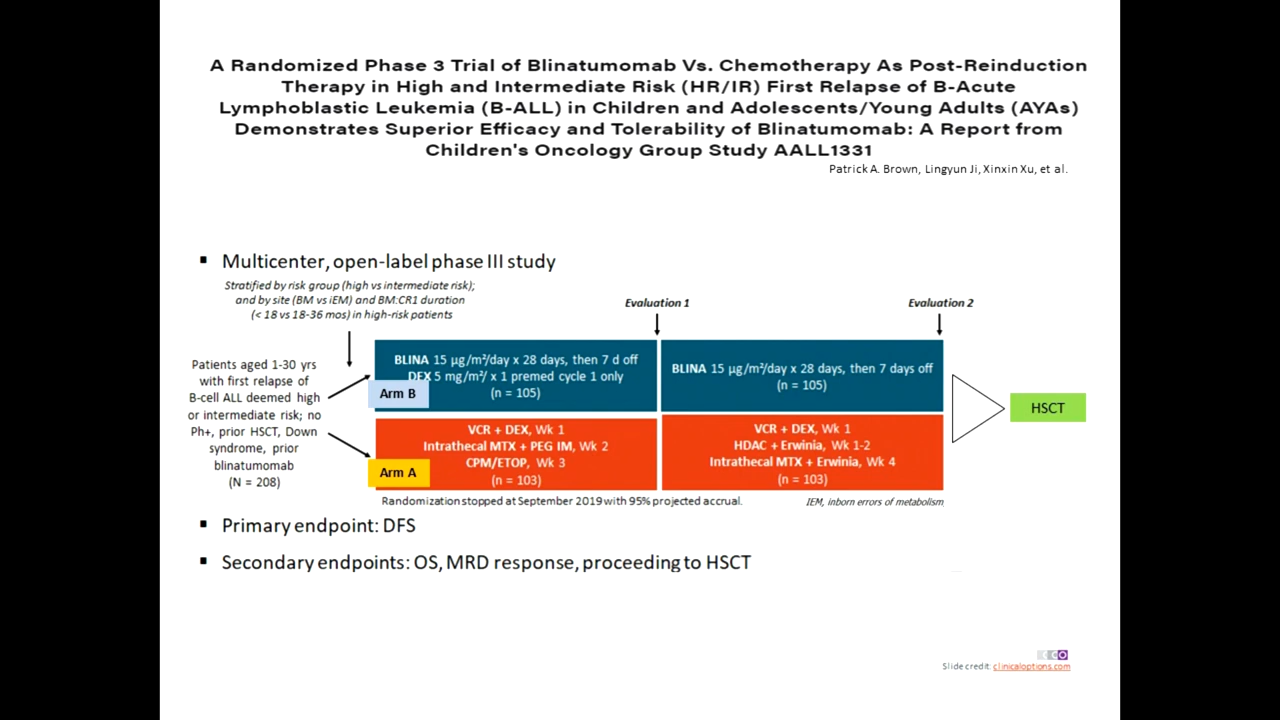 A Randomized Phase 3 Trial of Blinatumomab Vs. Chemotherapy As Post-Reinduction
Therapy in High and Intermediate Risk (HR/IR) First Relapse of B-Acute
Lymphoblastic Leukemia (B-ALL) in Children and Adolescents/Young Adults (AYAs)
Demonstrates Superior Efficacy and Tolerability of Blinatumomab: A Report from
Children's Oncology Group Study AALL1331
Patrick A. Brown, Lingyun Ji, Xinxin Xu, et al.
▪ Multicenter, open-label phase III study
Stratified by risk group (high vs intermediate risk);
and by site (BM vs iEM) and BM:CR1 duration
(< 18 vs 18-36 mos) in high-risk patients
Evaluation 1
Evaluation 2
Patients aged 1-30 yrs
with first relapse of
B-cell ALL deemed high
or intermediate risk; no
Ph+, prior HSCT, Down
syndrome, prior
blinatumomab
(N = 208)
BLINA 15 µg/m²/day x 28 days, then 7 d off
DEX 5 mg/m²/ x 1 premed cycle 1 only
(n = 105)
Arm B
BLINA 15 µg/m²/day x 28 days, then 7 days off
(n = 105)
VCR + DEX, Wk 1
Intrathecal MTX + PEG IM, Wk 2
CPM/ETOP, Wk 3
(n = 103)
Arm A
VCR + DEX, Wk 1
HDAC + Erwinia, Wk 1-2
Intrathecal MTX + Erwinia, Wk 4
(n = 103)
HSCT
Randomization stopped at September 2019 with 95% projected accrual.
IEM, inborn errors of metabolism
▪ Primary endpoint: DFS
▪ Secondary endpoints: OS, MRD response, proceeding to HSCT
CCO
Slide credit: clinicaloptions.com